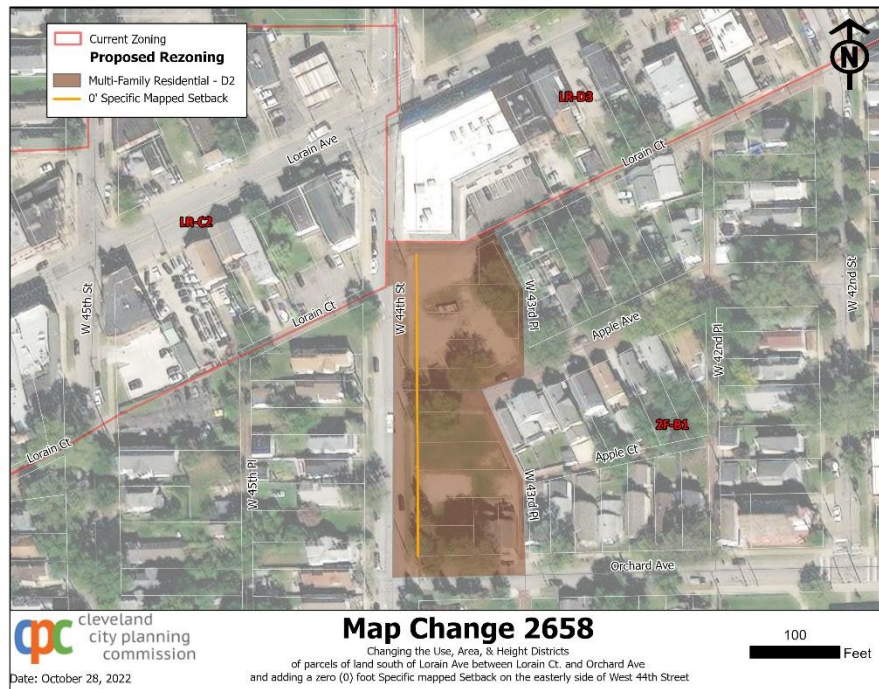 Current Zoning
Proposed Rezoning
Multi-Family Residential - D2
0' Specific Mapped Setback
N
LR-D3
Lorain Ave
Lorain Ct
LR-C2
W 45th St
W 44th St
W 43rd Pl
W 42nd St
Lorain Ct
Apple Ave
W 42nd Pl
2F-B1
Lorain Ct
W 45th Pl
Apple Ct
W 43rd Pl
Orchard Ave
cpc cleveland
city planning
commission
Date: October 28, 2022
Map Change 2658
Changing the Use, Area, & Height Districts
of parcels of land south of Lorain Ave between Lorain Ct. and Orchard Ave
and adding a zero (0) foot Specific mapped Setback on the easterly side of West 44th Street
100
Feet